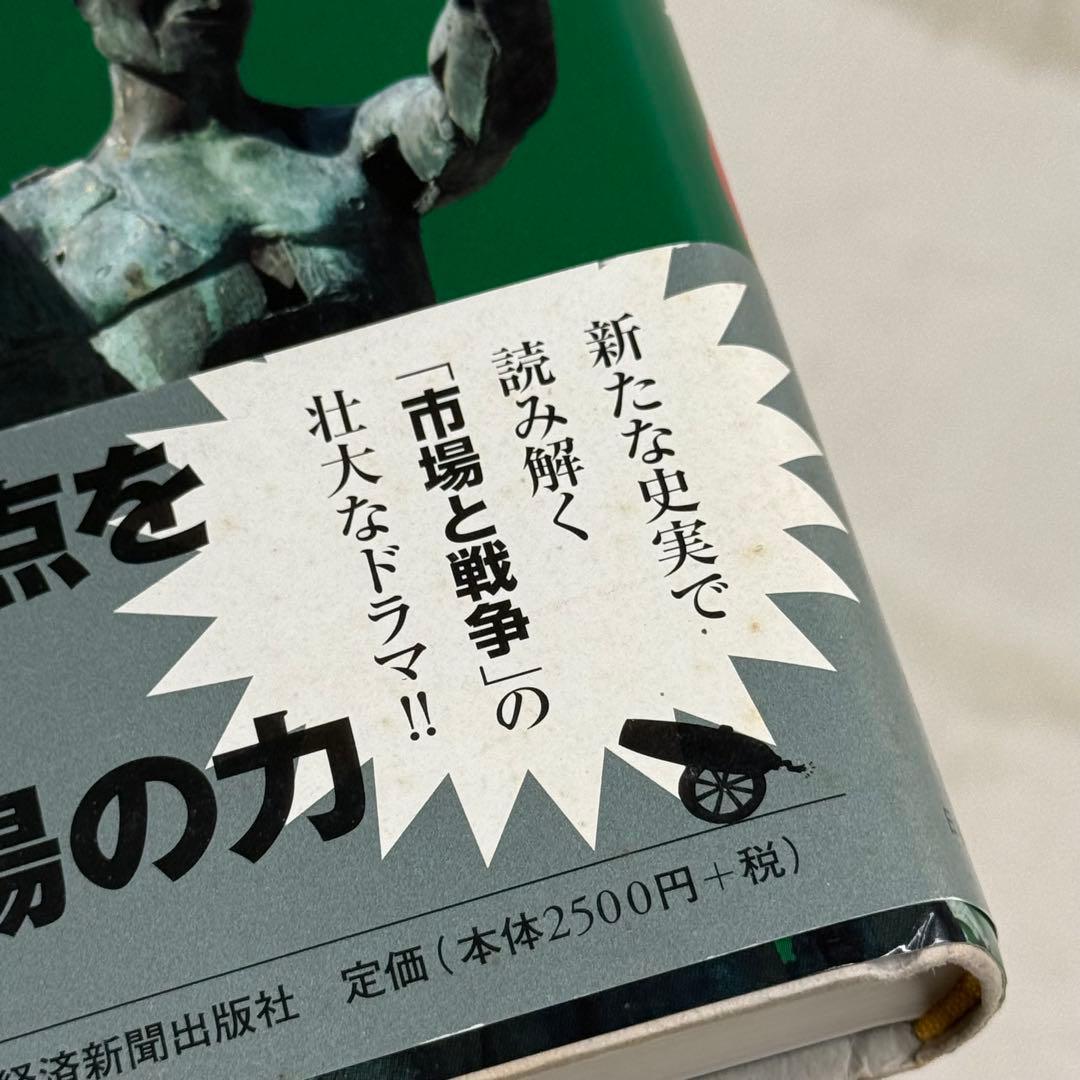 新たな史実で
読み解く
「市場と戦争」の
壮大なドラマ!!
点を
場の力
経済新聞出版社 定価(本体2500円+税)